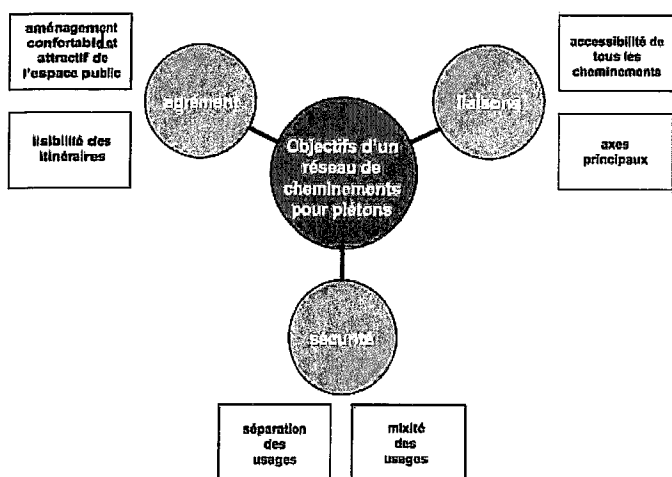 aménagement
confortable et
attractif de
l'espace public
lisibilité des
itinéraires
agrément
Objectifs d'un
réseau de
cheminements
pour piétons
liaisons
accessibilité de
tous les
cheminements
axes
principaux
sécurité
séparation
des
usages
mixité
des
usages